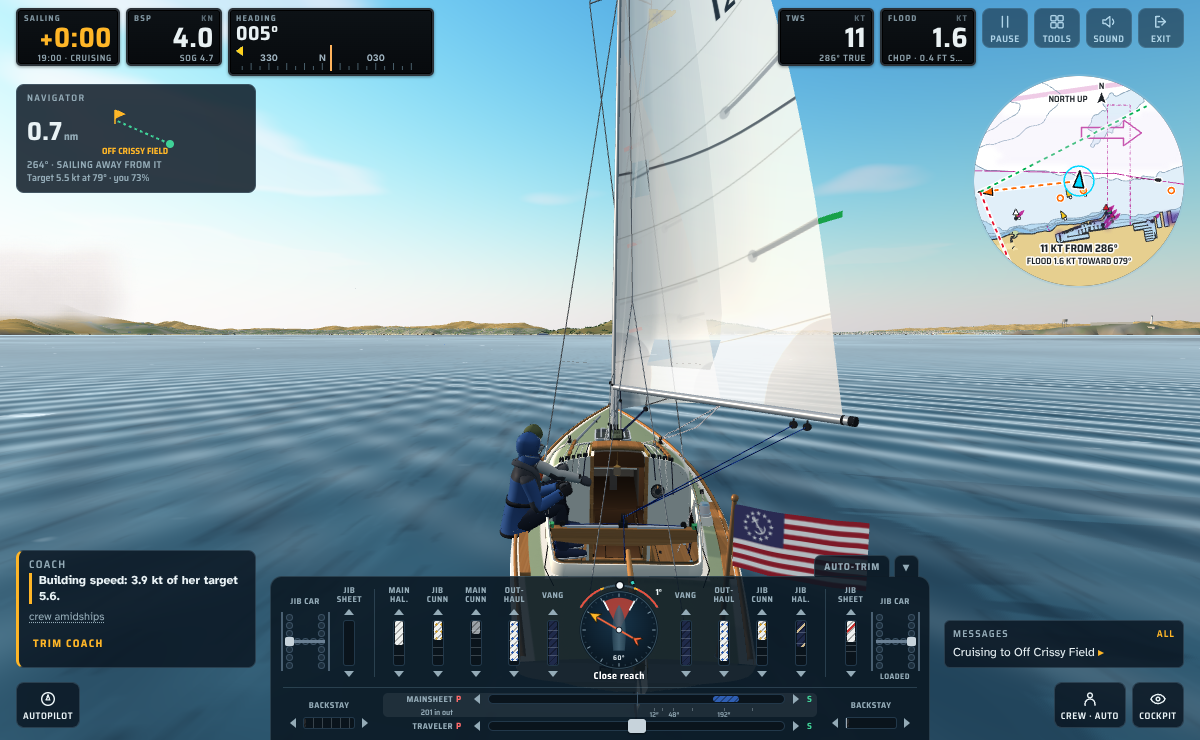 SAILING
+0:00
19:00 · CRUISING
BSP KN
4.0
SOG 4.7
HEADING
005°
330 N 030
TWS KT
11
286° TRUE
FLOOD KT
1.6
CHOP · 0.4 FT S...
PAUSE
TOOLS
SOUND
EXIT
NAVIGATOR
0.7 nm
OFF CRISSY FIELD
264° · SAILING AWAY FROM IT
Target 5.5 kt at 79° · you 73%
N
NORTH UP
11 KT FROM 286°
FLOOD 1.6 KT TOWARD 079°
12
COACH
Building speed: 3.9 kt of her target
5.6.
crew amidships
TRIM COACH
AUTOPILOT
AUTO-TRIM ▼
JIB CAR
JIB SHEET
MAIN HAL.
JIB CUNN
MAIN CUNN
OUT-HAUL
VANG
1°
60°
Close reach
VANG
OUT-HAUL
JIB CUNN
JIB HAL.
JIB SHEET
JIB CAR
LOADED
BACKSTAY
MAINSHEET P
S
201 in out
12° 48° 192°
TRAVELER P
S
BACKSTAY
MESSAGES ALL
Cruising to Off Crissy Field ▸
CREW · AUTO
COCKPIT